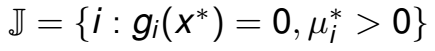 𝕁 = {i : gᵢ(x*) = 0, μᵢ* > 0}